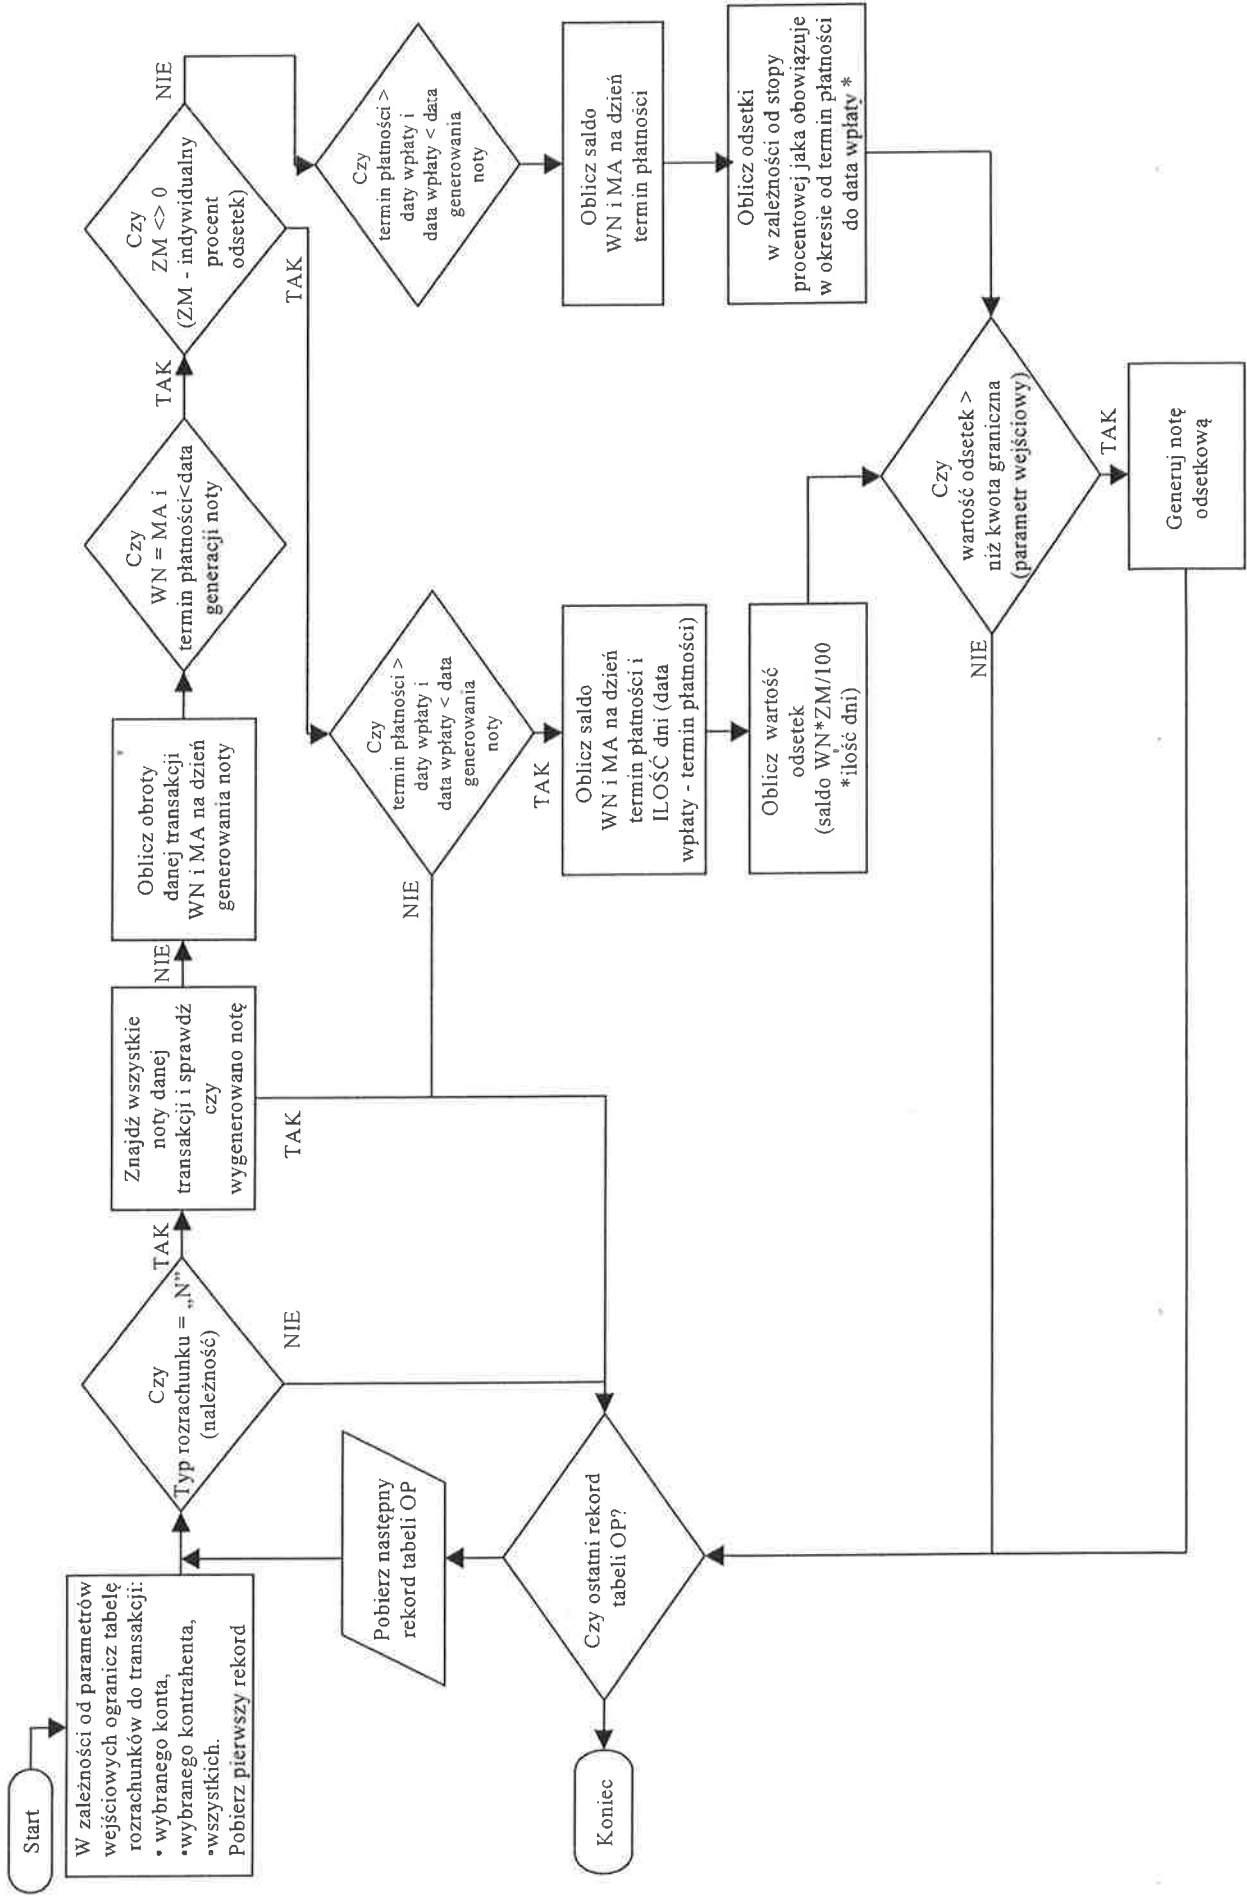 Start
W zależności od parametrów
wejściowych ogranicz tabelę
rozrachunków do transakcji:
• wybranego konta,
•wybranego kontrahenta,
•wszystkich.
Pobierz pierwszy rekord
Czy
Typ rozrachunku = „N”
(należność)
TAK
NIE
Znajdź wszystkie
noty danej
transakcji i sprawdź
czy
wygenerowano notę
NIE
TAK
Oblicz obroty
danej transakcji
WN i MA na dzień
generowania noty
Czy
WN = MA i
termin płatności<data
generacji noty
TAK
Czy
ZM <> 0
(ZM - indywidualny
procent
odsetek)
NIE
TAK
Czy
termin płatności >
daty wpłaty i
data wpłaty < data
generowania
noty
NIE
TAK
Oblicz saldo
WN i MA na dzień
termin płatności i
ILOŚĆ dni (data
wpłaty - termin płatności)
Oblicz wartość
odsetek
(saldo WN*ZM/100
*ilość dni)
Czy
termin płatności >
daty wpłaty i
data wpłaty < data
generowania
noty
Oblicz saldo
WN i MA na dzień
termin płatności
Oblicz odsetki
w zależności od stopy
procentowej jaka obowiązuje
w okresie od termin płatności
do data wpłaty *
Czy
wartość odsetek >
niż kwota graniczna
(parametr wejściowy)
NIE
TAK
Generuj notę
odsetkową
Pobierz następny
rekord tabeli OP
Czy ostatni rekord
tabeli OP?
Koniec